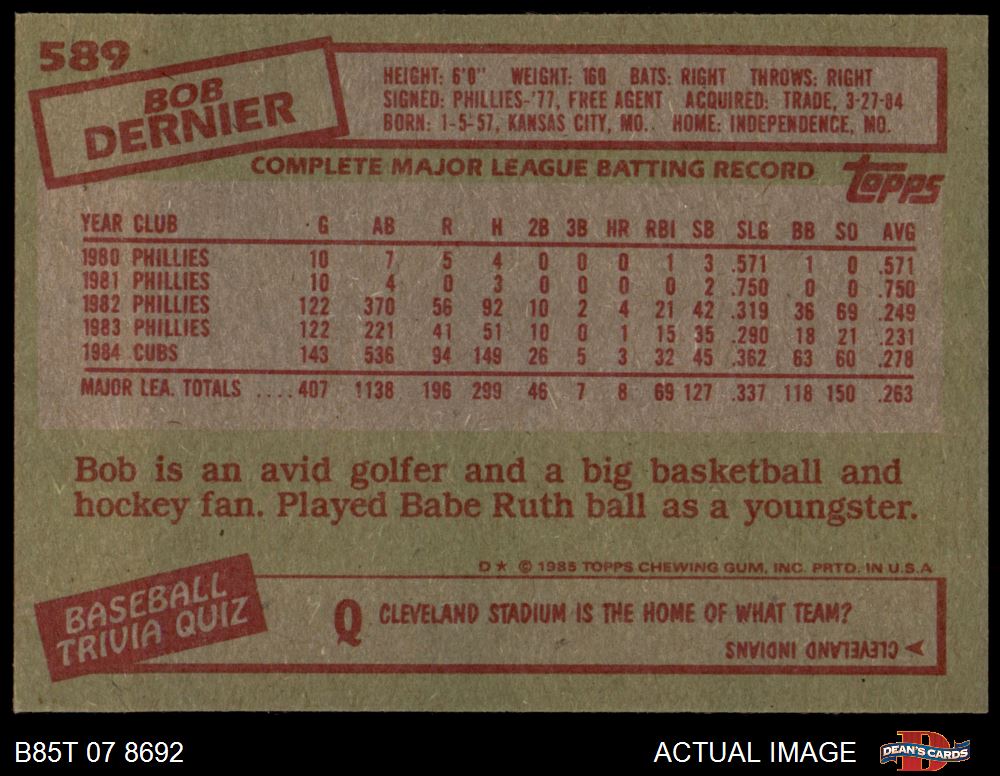 589
BOB
DERNIER
HEIGHT: 6'0" WEIGHT: 160 BATS: RIGHT THROWS: RIGHT
SIGNED: PHILLIES-'77, FREE AGENT ACQUIRED: TRADE, 3-27-84
BORN: 1-5-57, KANSAS CITY, MO. HOME: INDEPENDENCE, MO.
COMPLETE MAJOR LEAGUE BATTING RECORD
Topps
YEAR CLUB G AB R H 2B 3B HR RBI SB SLG BB SO AVG
1980 PHILLIES 10 7 5 4 0 0 0 1 3 .571 1 0 .571
1981 PHILLIES 10 4 0 3 0 0 0 0 2 .750 0 0 .750
1982 PHILLIES 122 370 56 92 10 2 4 21 42 .319 36 69 .249
1983 PHILLIES 122 221 41 51 10 0 1 15 35 .290 18 21 .231
1984 CUBS 143 536 94 149 26 5 3 32 45 .362 63 60 .278
MAJOR LEA. TOTALS ....407 1138 196 299 46 7 8 69 127 .337 118 150 .263
Bob is an avid golfer and a big basketball and
hockey fan. Played Babe Ruth ball as a youngster.
D★ © 1985 TOPPS CHEWING GUM, INC. PRTD. IN U.S.A
BASEBALL
TRIVIA QUIZ
Q CLEVELAND STADIUM IS THE HOME OF WHAT TEAM?
CLEVELAND INDIANS
B85T 07 8692
ACTUAL IMAGE
D
DEAN'S CARDS